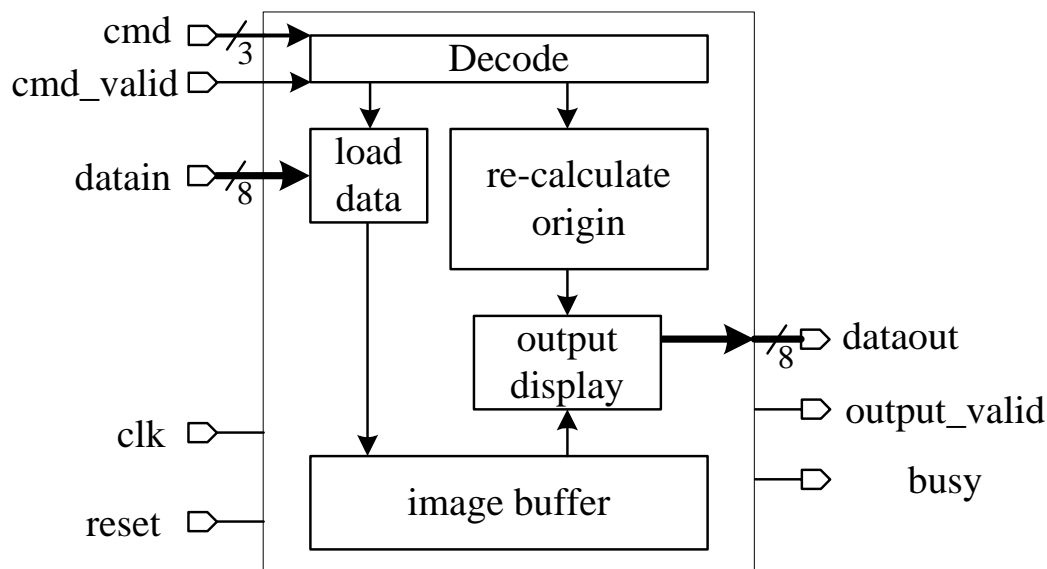 cmd
3
Decode
cmd_valid
load
data
re-calculate
origin
datain
8
output
display
dataout
8
output_valid
clk
busy
image buffer
reset